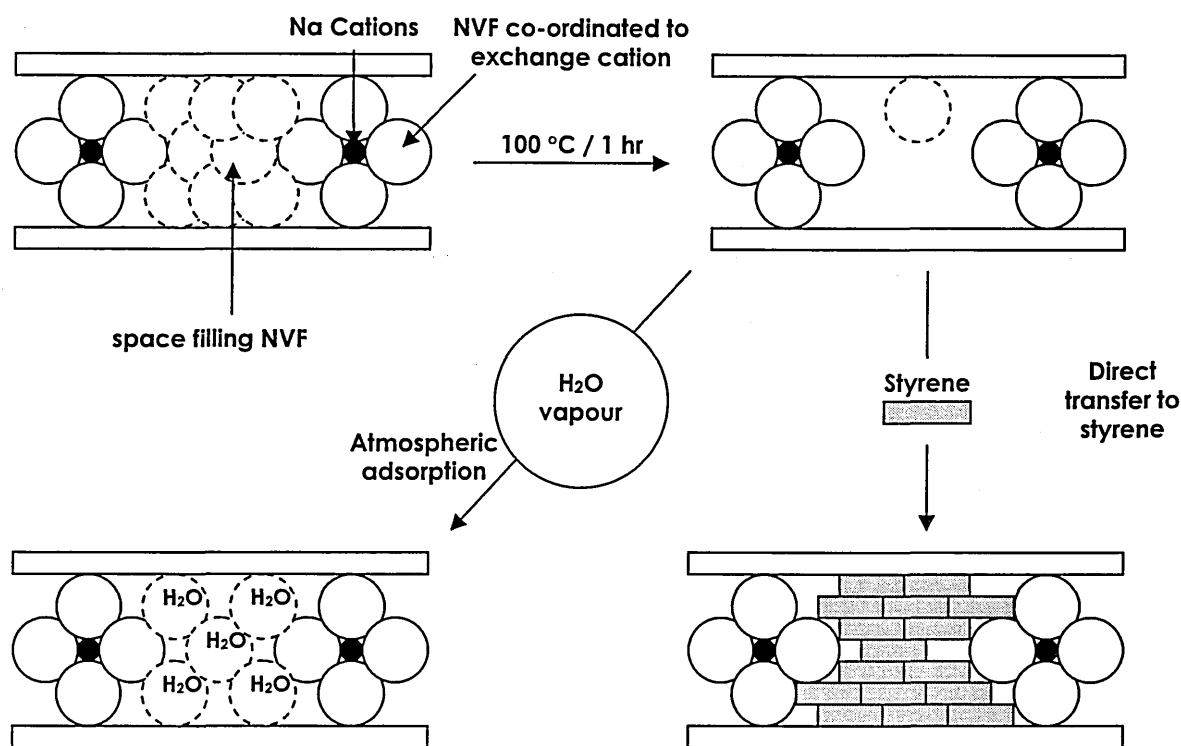 Na Cations
NVF co-ordinated to
exchange cation
100 °C / 1 hr
space filling NVF
H₂O
vapour
Styrene
Direct
transfer to
styrene
Atmospheric
adsorption
H₂O
H₂O
H₂O
H₂O
H₂O